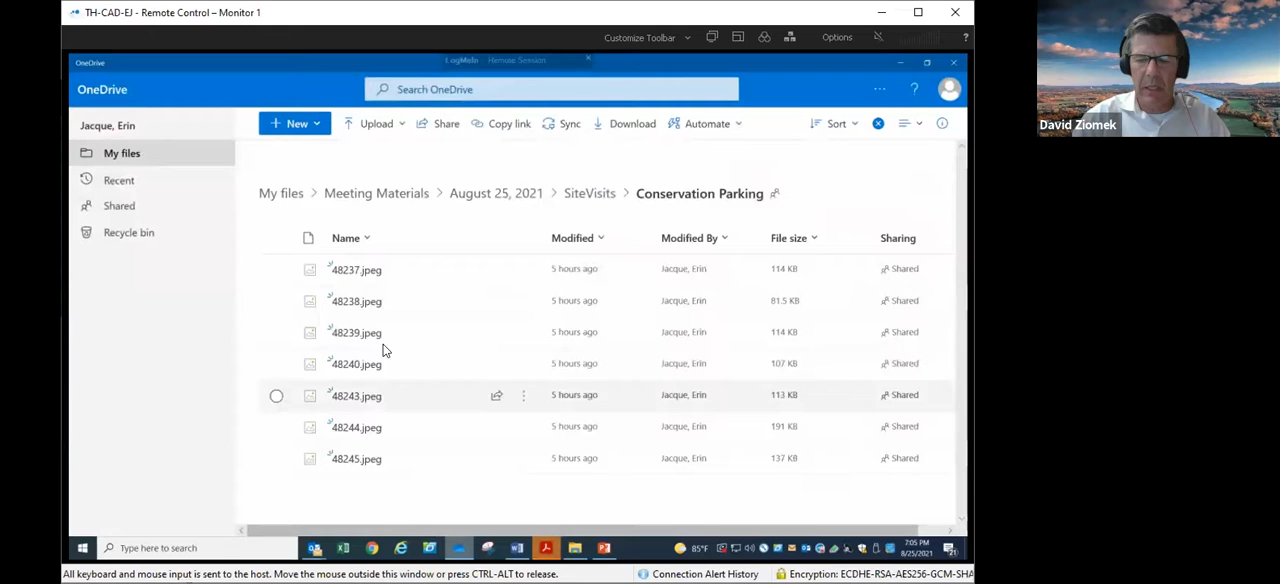 TH-CAD-EJ - Remote Control – Monitor 1
Customize Toolbar
Options
?
OneDrive
LogMeIn - Remote Session
OneDrive
Search OneDrive
... ?
Jacque, Erin
New
Upload
Share
Copy link
Sync
Download
Automate
Sort
My files
Recent
Shared
Recycle bin
My files > Meeting Materials > August 25, 2021 > SiteVisits > Conservation Parking
Name Modified Modified By File size Sharing
48237.jpeg 5 hours ago Jacque, Erin 114 KB Shared
48238.jpeg 5 hours ago Jacque, Erin 81.5 KB Shared
48239.jpeg 5 hours ago Jacque, Erin 114 KB Shared
48240.jpeg 5 hours ago Jacque, Erin 107 KB Shared
48243.jpeg 5 hours ago Jacque, Erin 113 KB Shared
48244.jpeg 5 hours ago Jacque, Erin 191 KB Shared
48245.jpeg 5 hours ago Jacque, Erin 137 KB Shared
Type here to search
85°F
7:05 PM
8/25/2021
All keyboard and mouse input is sent to the host. Move the mouse outside this window or press CTRL-ALT to release.
Connection Alert History
Encryption: ECDHE-RSA-AES256-GCM-SHA
David Ziomek